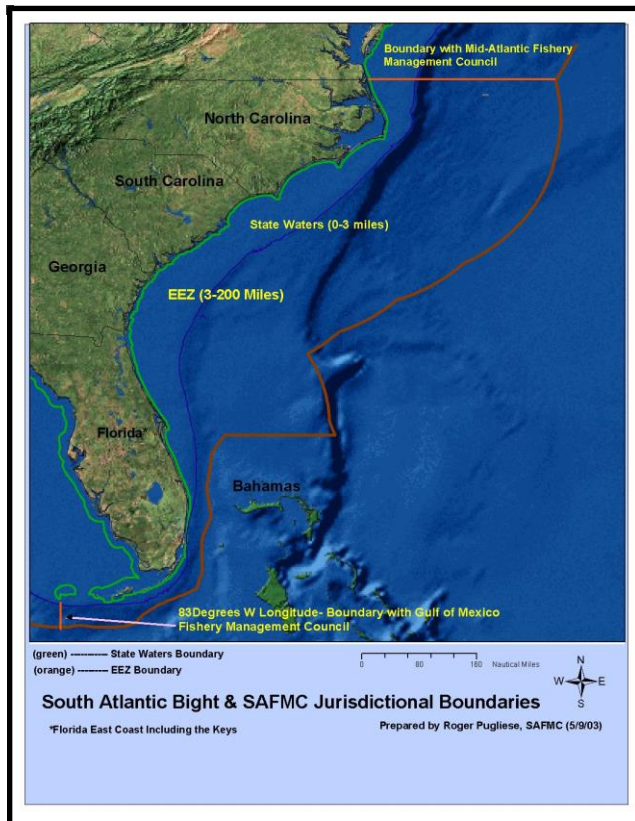 Boundary with Mid-Atlantic Fishery
Management Council
North Carolina
South Carolina
State Waters (0-3 miles)
Georgia
EEZ (3-200 Miles)
Florida*
Bahamas
83Degrees W Longitude- Boundary with Gulf of Mexico
Fishery Management Council
(green) ---------- State Waters Boundary
(orange) -------- EEZ Boundary
0 80 160 Nautical Miles
N
W E
S
South Atlantic Bight & SAFMC Jurisdictional Boundaries
*Florida East Coast Including the Keys
Prepared by Roger Pugliese, SAFMC (5/9/03)